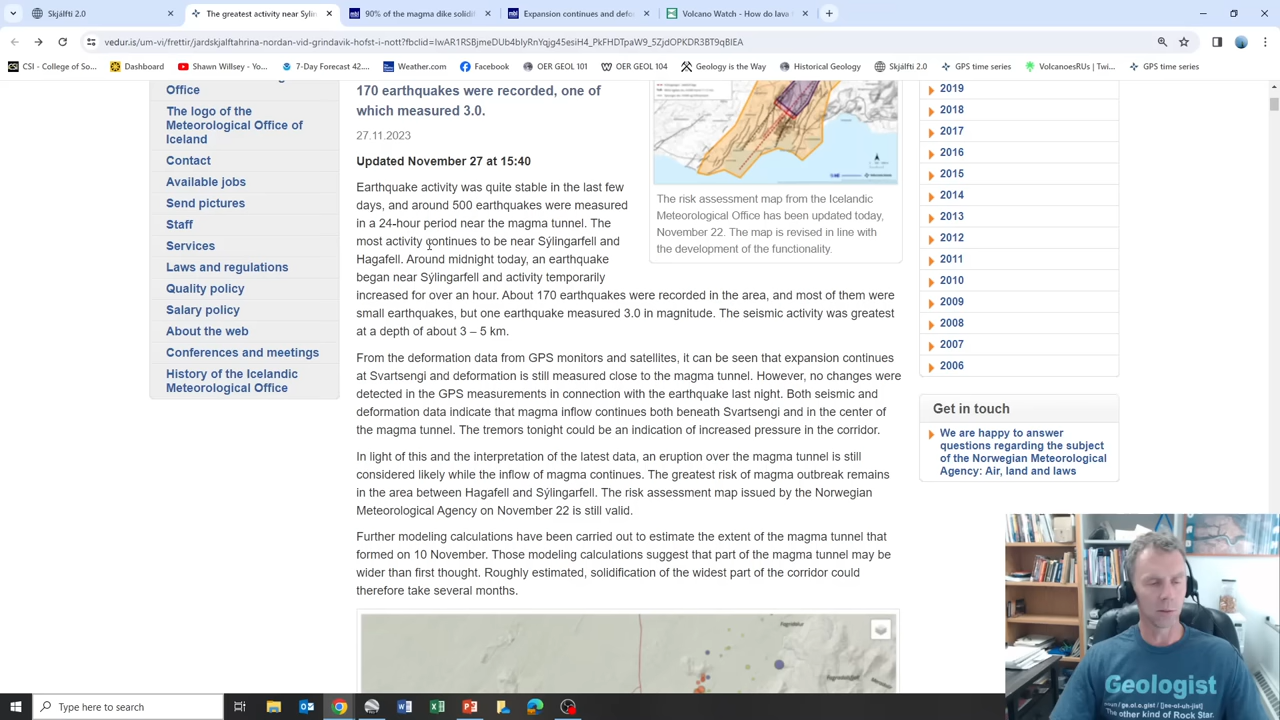 Skjálftí 2.0
The greatest activity near Sýlin
90% of the magma dike solidif
Expansion continues and defo
Volcano Watch - How do lava
vedur.is/um-vi/frettir/jardskjalftahrina-nordan-vid-grindavik-hofst-i-nott?fbclid=IwAR1RSBjmeDUb4blyRnYqjg45esiH4_PkFHDTpaW9_5ZjdOPKDR3BT9qBIEA
CSI - College of So...
Dashboard
Shawn Willsey - Yo...
7-Day Forecast 42....
Weather.com
Facebook
OER GEOL 101
OER GEOL 104
Geology is the Way
Historical Geology
Skjálfti 2.0
GPS time series
VolcanoesRUs | Twi...
GPS time series
Office
The logo of the
Meteorological Office of
Iceland
Contact
Available jobs
Send pictures
Staff
Services
Laws and regulations
Quality policy
Salary policy
About the web
Conferences and meetings
History of the Icelandic
Meteorological Office
170 earthquakes were recorded, one of
which measured 3.0.
27.11.2023
Updated November 27 at 15:40
Earthquake activity was quite stable in the last few
days, and around 500 earthquakes were measured
in a 24-hour period near the magma tunnel. The
most activity continues to be near Sýlingarfell and
Hagafell. Around midnight today, an earthquake
began near Sýlingarfell and activity temporarily
increased for over an hour. About 170 earthquakes were recorded in the area, and most of them were
small earthquakes, but one earthquake measured 3.0 in magnitude. The seismic activity was greatest
at a depth of about 3 – 5 km.
From the deformation data from GPS monitors and satellites, it can be seen that expansion continues
at Svartsengi and deformation is still measured close to the magma tunnel. However, no changes were
detected in the GPS measurements in connection with the earthquake last night. Both seismic and
deformation data indicate that magma inflow continues both beneath Svartsengi and in the center of
the magma tunnel. The tremors tonight could be an indication of increased pressure in the corridor.
In light of this and the interpretation of the latest data, an eruption over the magma tunnel is still
considered likely while the inflow of magma continues. The greatest risk of magma outbreak remains
in the area between Hagafell and Sýlingarfell. The risk assessment map issued by the Norwegian
Meteorological Agency on November 22 is still valid.
Further modeling calculations have been carried out to estimate the extent of the magma tunnel that
formed on 10 November. Those modeling calculations suggest that part of the magma tunnel may be
wider than first thought. Roughly estimated, solidification of the widest part of the corridor could
therefore take several months.
The risk assessment map from the Icelandic
Meteorological Office has been updated today,
November 22. The map is revised in line with
the development of the functionality.
2019
2018
2017
2016
2015
2014
2013
2012
2011
2010
2009
2008
2007
2006
Get in touch
We are happy to answer
questions regarding the subject
of the Norwegian Meteorological
Agency: Air, land and laws
Geologist
noun / ge.ol.o.gist / [jee-ol-uh-jist]
The other kind of Rock Star.
Type here to search